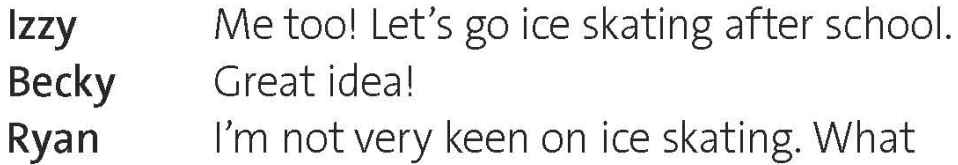 Izzy Me too! Let’s go ice skating after school.
Becky Great idea!
Ryan I’m not very keen on ice skating. What